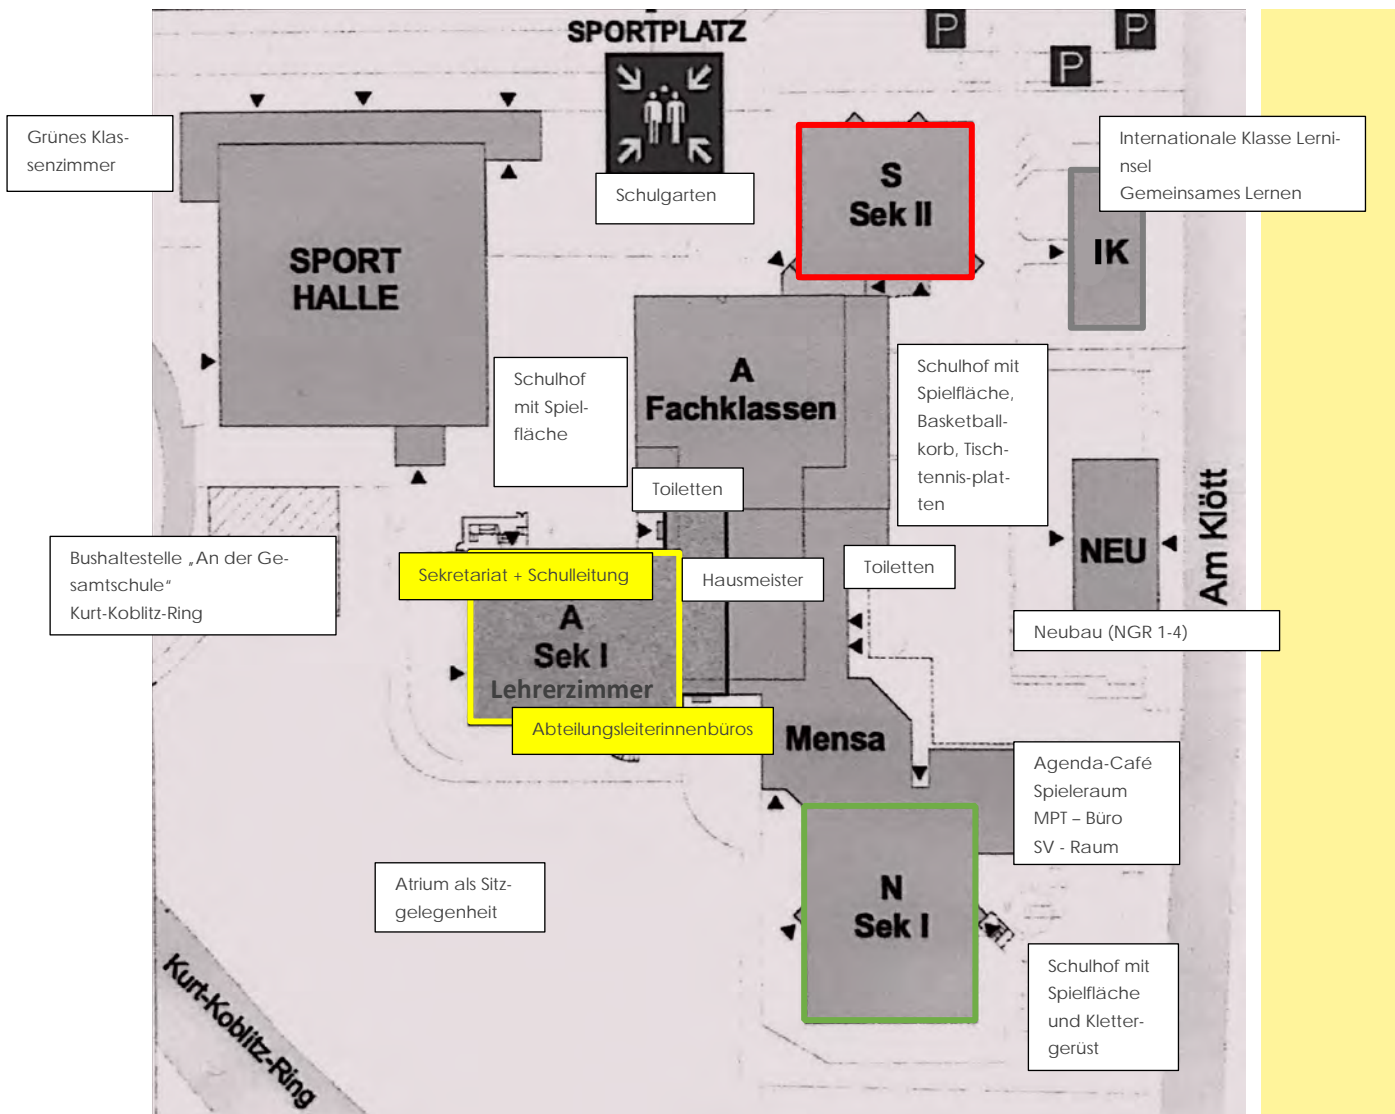 SPORTPLATZ
P
P
P
Grünes Klas-
senzimmer
Schulgarten
S
Sek II
Internationale Klasse Lerni-
nsel
Gemeinsames Lernen
IK
SPORT
HALLE
Schulhof
mit Spiel-
fläche
A
Fachklassen
Schulhof mit
Spielfläche,
Basketball-
korb, Tisch-
tennis-plat-
ten
Toiletten
Bushaltestelle „An der Ge-
samtschule“
Kurt-Koblitz-Ring
Sekretariat + Schulleitung
Hausmeister
Toiletten
NEU
Am Klött
Neubau (NGR 1-4)
A
Sek I
Lehrerzimmer
Abteilungsleiterinnenbüros
Mensa
Agenda-Café
Spieleraum
MPT – Büro
SV - Raum
Atrium als Sitz-
gelegenheit
N
Sek I
Schulhof mit
Spielfläche
und Kletter-
gerüst
Kurt-Koblitz-Ring